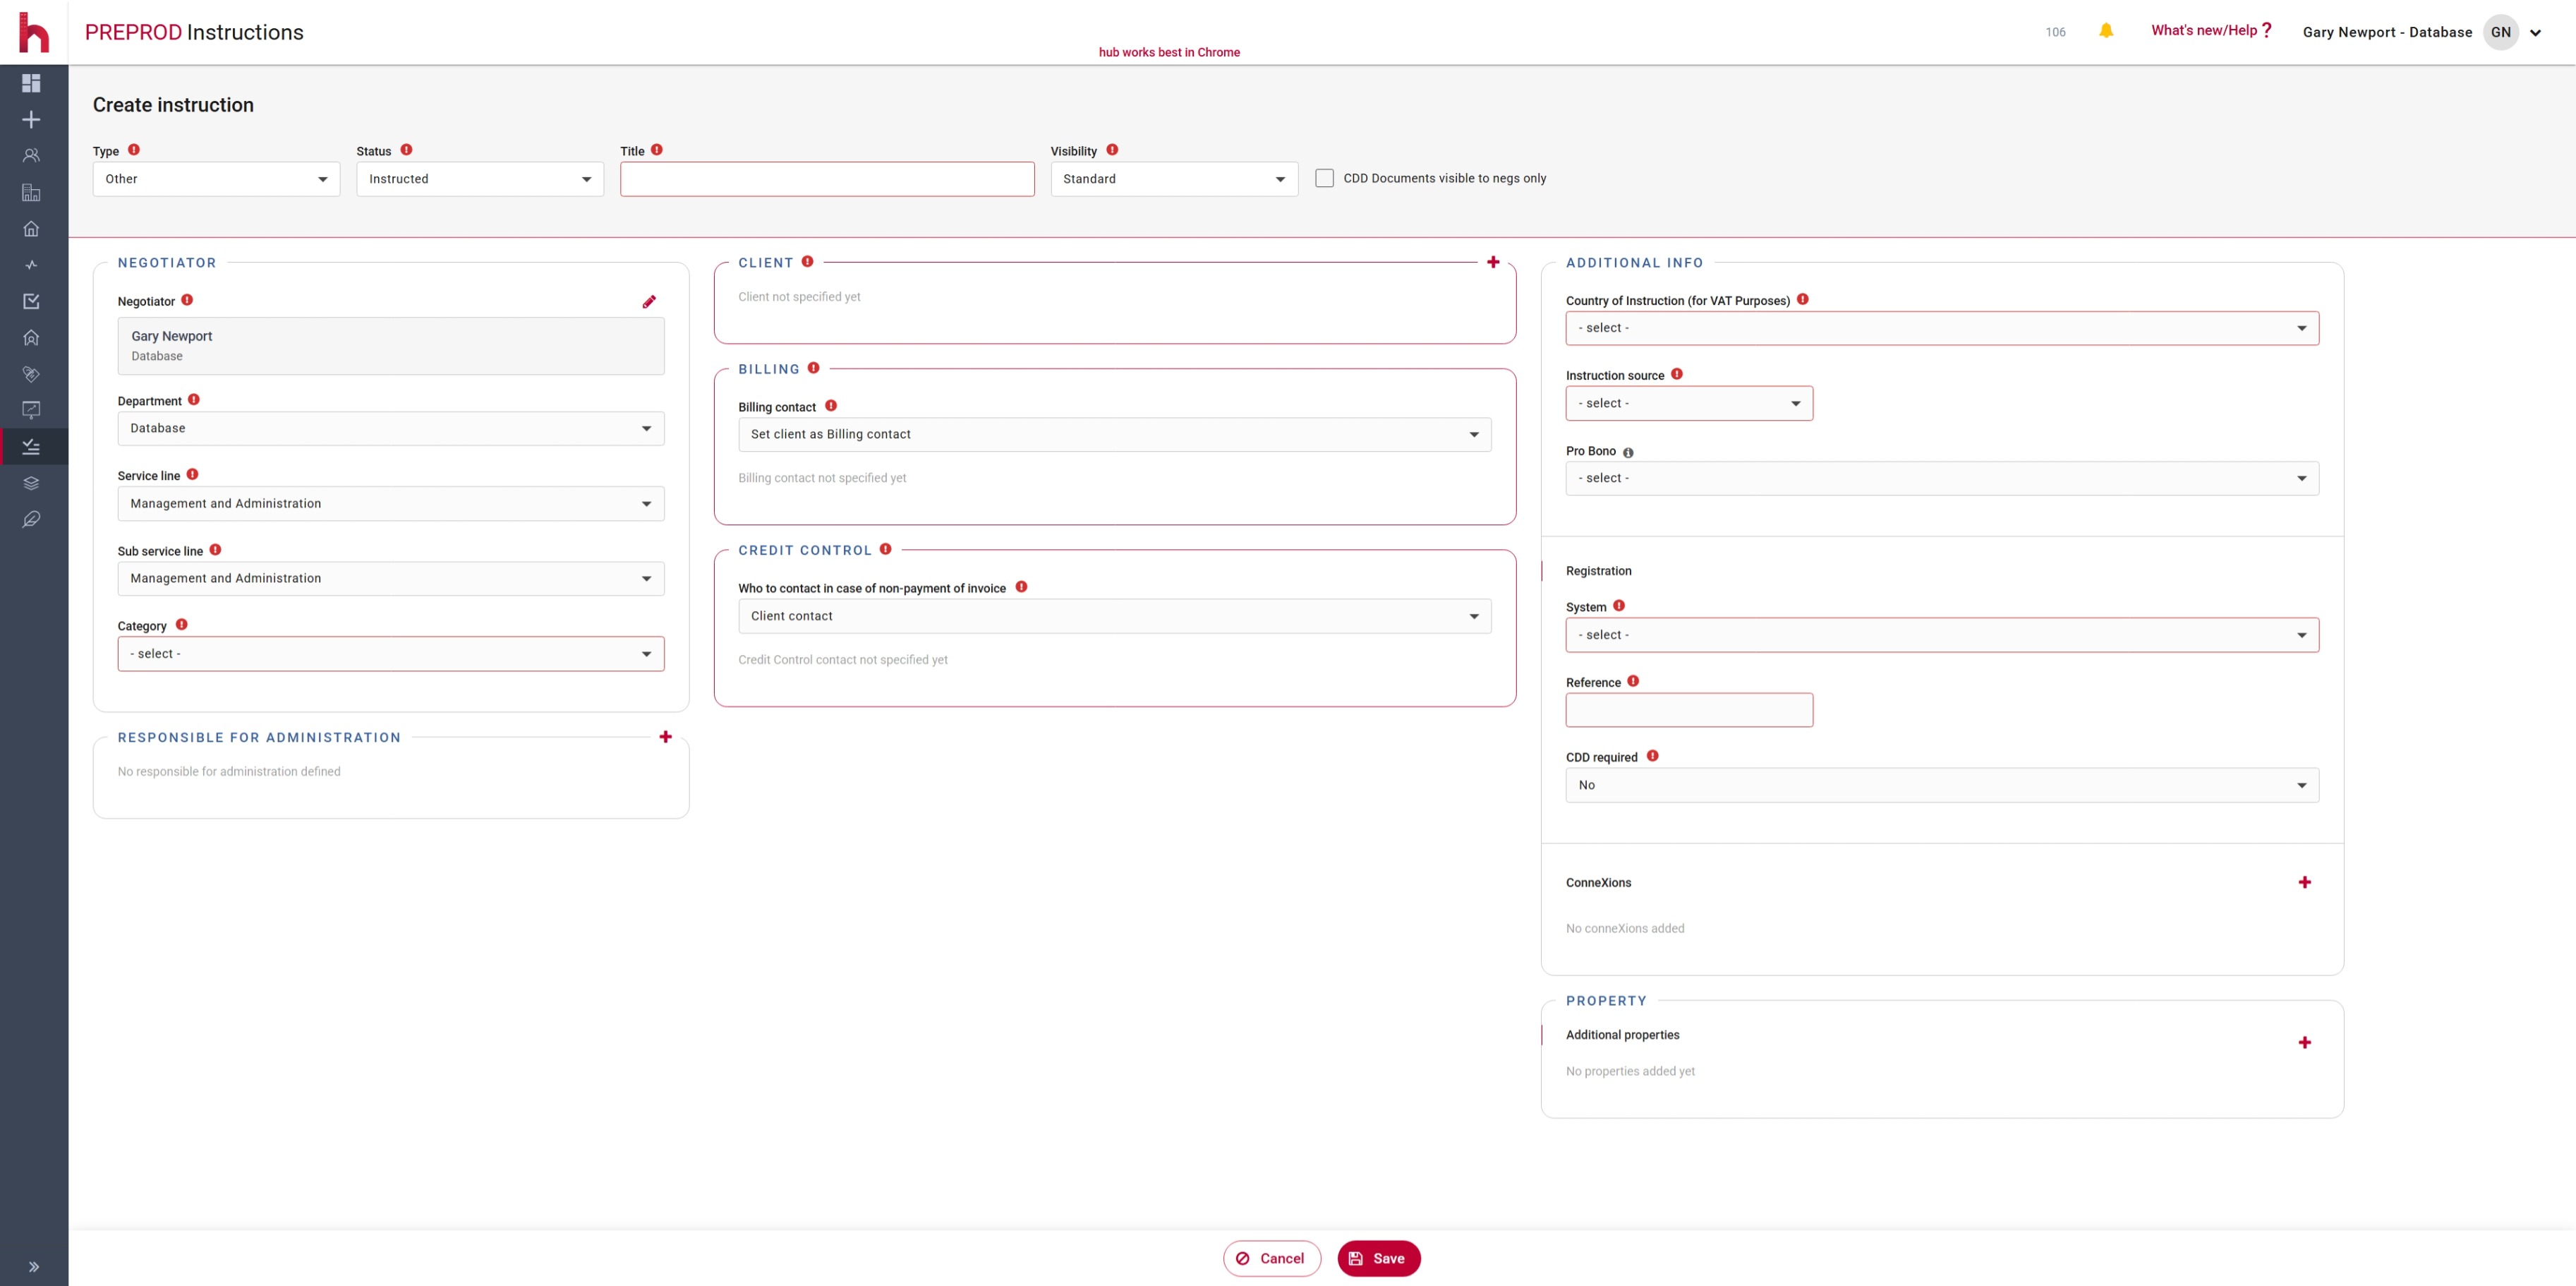 PREPROD Instructions
hub works best in Chrome
106
What's new/Help ?
Gary Newport - Database
GN
Create instruction
Type
Other
Status
Instructed
Title
Visibility
Standard
CDD Documents visible to negs only
NEGOTIATOR
Negotiator
Gary Newport
Database
Department
Database
Service line
Management and Administration
Sub service line
Management and Administration
Category
- select -
RESPONSIBLE FOR ADMINISTRATION
No responsible for administration defined
CLIENT
Client not specified yet
BILLING
Billing contact
Set client as Billing contact
Billing contact not specified yet
CREDIT CONTROL
Who to contact in case of non-payment of invoice
Client contact
Credit Control contact not specified yet
ADDITIONAL INFO
Country of Instruction (for VAT Purposes)
- select -
Instruction source
- select -
Pro Bono
- select -
Registration
System
- select -
Reference
CDD required
No
ConneXions
No conneXions added
PROPERTY
Additional properties
No properties added yet
Cancel
Save